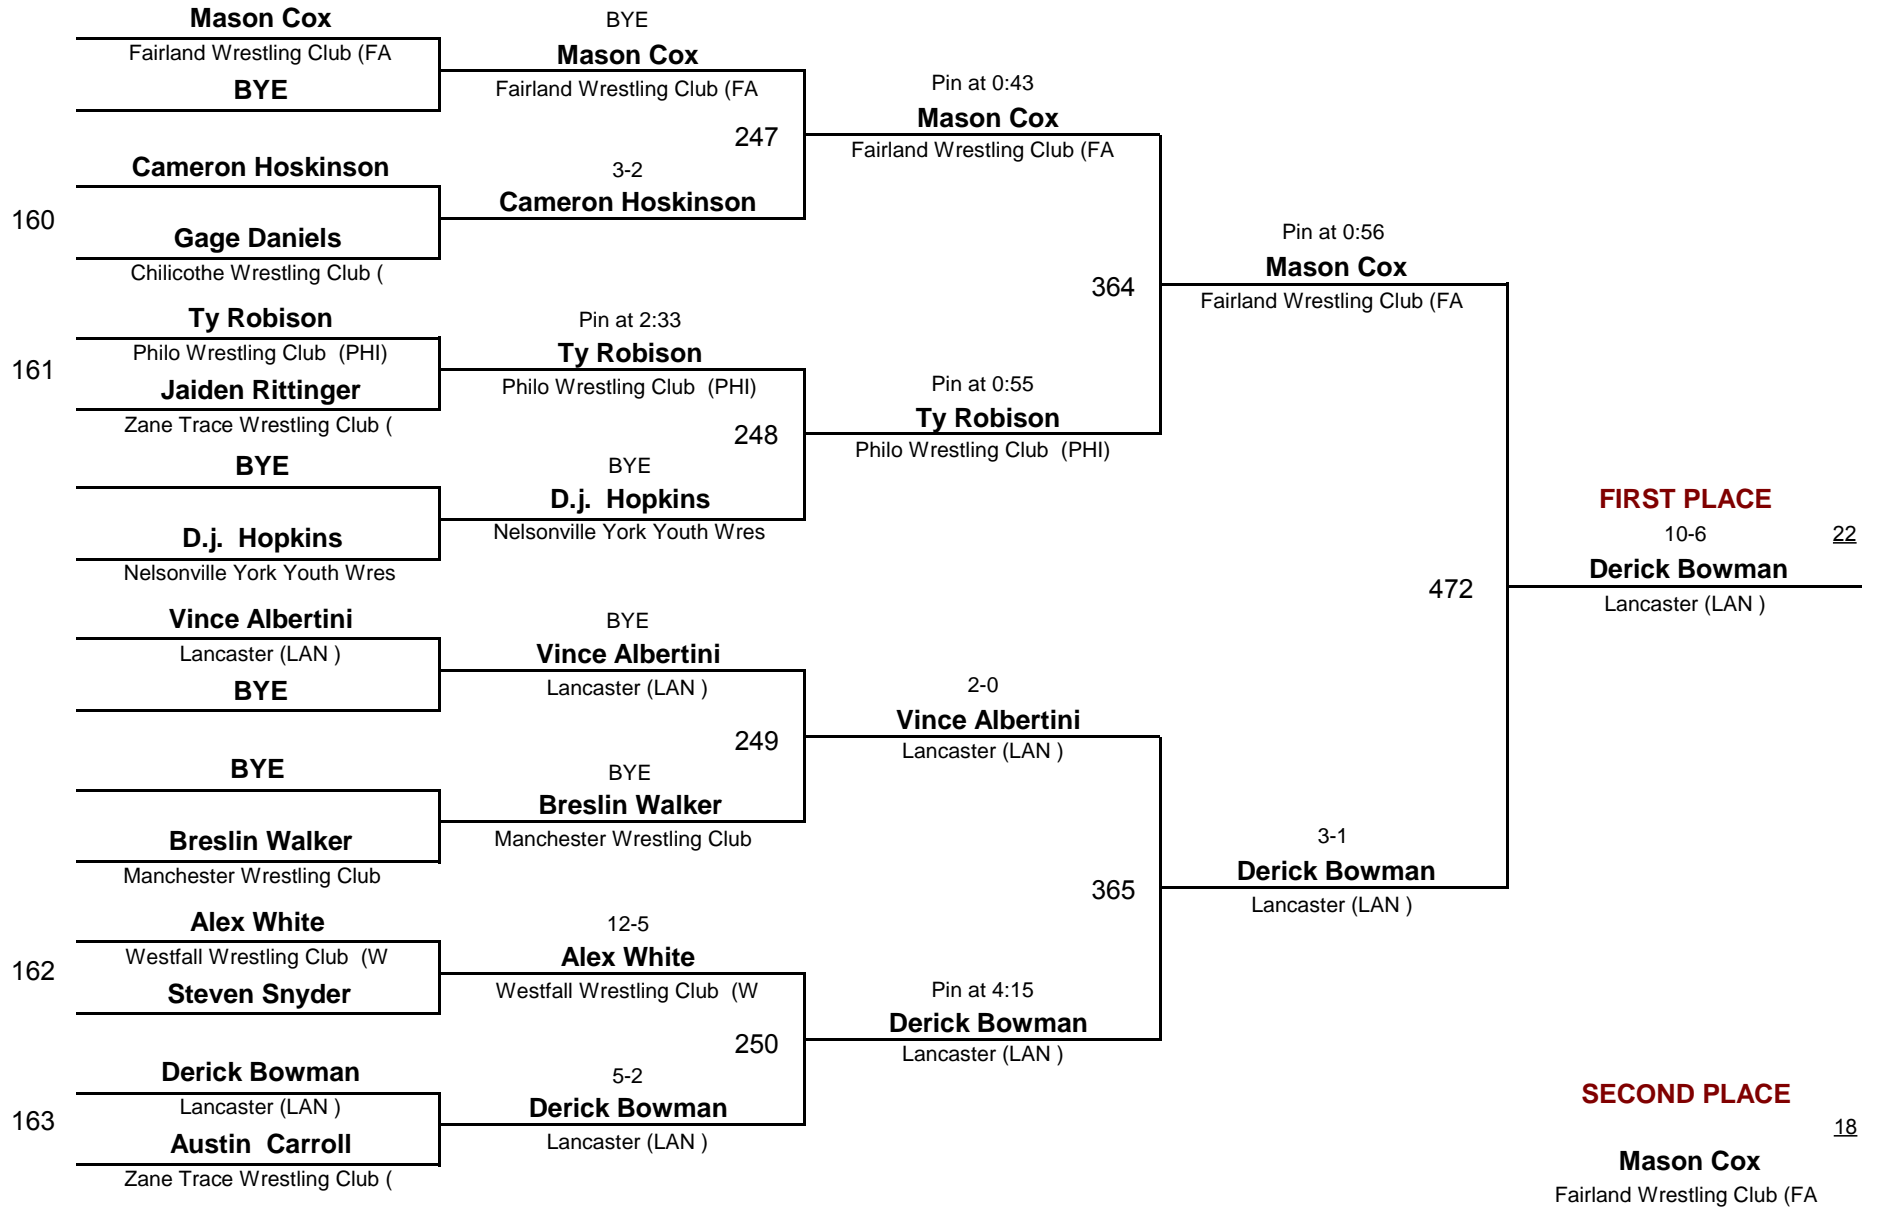 Mason Cox
Fairland Wrestling Club (FA
BYE
160
Cameron Hoskinson
Gage Daniels
Chilicothe Wrestling Club (
161
Ty Robison
Philo Wrestling Club (PHI)
Jaiden Rittinger
Zane Trace Wrestling Club (
BYE
D.j. Hopkins
Nelsonville York Youth Wres
Vince Albertini
Lancaster (LAN )
BYE
BYE
Breslin Walker
Manchester Wrestling Club
162
Alex White
Westfall Wrestling Club (W
Steven Snyder
163
Derick Bowman
Lancaster (LAN )
Austin Carroll
Zane Trace Wrestling Club (
BYE
Mason Cox
Fairland Wrestling Club (FA
247
3-2
Cameron Hoskinson
Pin at 2:33
Ty Robison
Philo Wrestling Club (PHI)
248
BYE
D.j. Hopkins
Nelsonville York Youth Wres
BYE
Vince Albertini
Lancaster (LAN )
249
BYE
Breslin Walker
Manchester Wrestling Club
12-5
Alex White
Westfall Wrestling Club (W
250
5-2
Derick Bowman
Lancaster (LAN )
Pin at 0:43
Mason Cox
Fairland Wrestling Club (FA
364
Pin at 0:55
Ty Robison
Philo Wrestling Club (PHI)
2-0
Vince Albertini
Lancaster (LAN )
365
Pin at 4:15
Derick Bowman
Lancaster (LAN )
Pin at 0:56
Mason Cox
Fairland Wrestling Club (FA
472
3-1
Derick Bowman
Lancaster (LAN )
FIRST PLACE
10-6 22
Derick Bowman
Lancaster (LAN )
SECOND PLACE
18
Mason Cox
Fairland Wrestling Club (FA